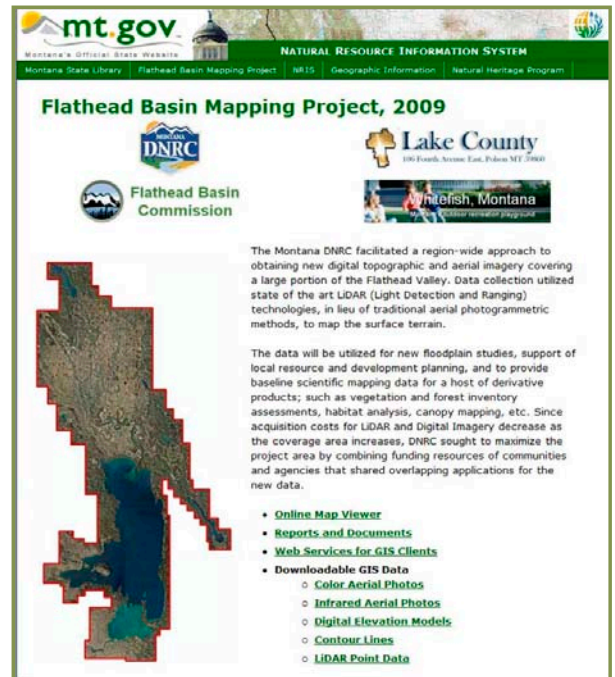 mt.gov
Montana's Official State Website
NATURAL RESOURCE INFORMATION SYSTEM
Montana State Library Flathead Basin Mapping Project NRIS Geographic Information Natural Heritage Program
Flathead Basin Mapping Project, 2009
MONTANA
DNRC
Lake County
106 Fourth Avenue East, Polson MT 59860
Flathead Basin
Commission
Whitefish, Montana
outdoor recreation playground
The Montana DNRC facilitated a region-wide approach to
obtaining new digital topographic and aerial imagery covering
a large portion of the Flathead Valley. Data collection utilized
state of the art LiDAR (Light Detection and Ranging)
technologies, in lieu of traditional aerial photogrammetric
methods, to map the surface terrain.
The data will be utilized for new floodplain studies, support of
local resource and development planning, and to provide
baseline scientific mapping data for a host of derivative
products; such as vegetation and forest inventory
assessments, habitat analysis, canopy mapping, etc. Since
acquisition costs for LiDAR and Digital Imagery decrease as
the coverage area increases, DNRC sought to maximize the
project area by combining funding resources of communities
and agencies that shared overlapping applications for the
new data.
• Online Map Viewer
• Reports and Documents
• Web Services for GIS Clients
• Downloadable GIS Data
○ Color Aerial Photos
○ Infrared Aerial Photos
○ Digital Elevation Models
○ Contour Lines
○ LiDAR Point Data